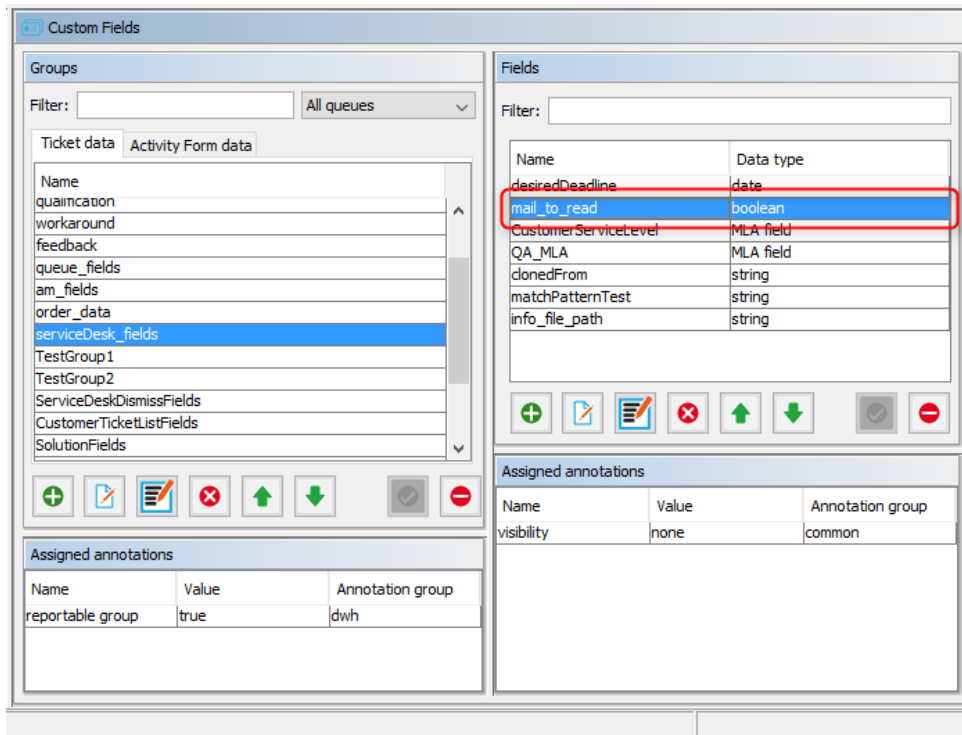 Custom Fields
Groups
Filter:
All queues
Ticket data
Activity Form data
Name
qualification
workaround
feedback
queue_fields
am_fields
order_data
serviceDesk_fields
TestGroup1
TestGroup2
ServiceDeskDismissFields
CustomerTicketListFields
SolutionFields
Assigned annotations
Name Value Annotation group
reportable group true dwh
Fields
Filter:
Name Data type
desiredDeadline date
mail_to_read boolean
CustomerServiceLevel MLA field
QA_MLA MLA field
clonedFrom string
matchPatternTest string
info_file_path string
Assigned annotations
Name Value Annotation group
visibility none common